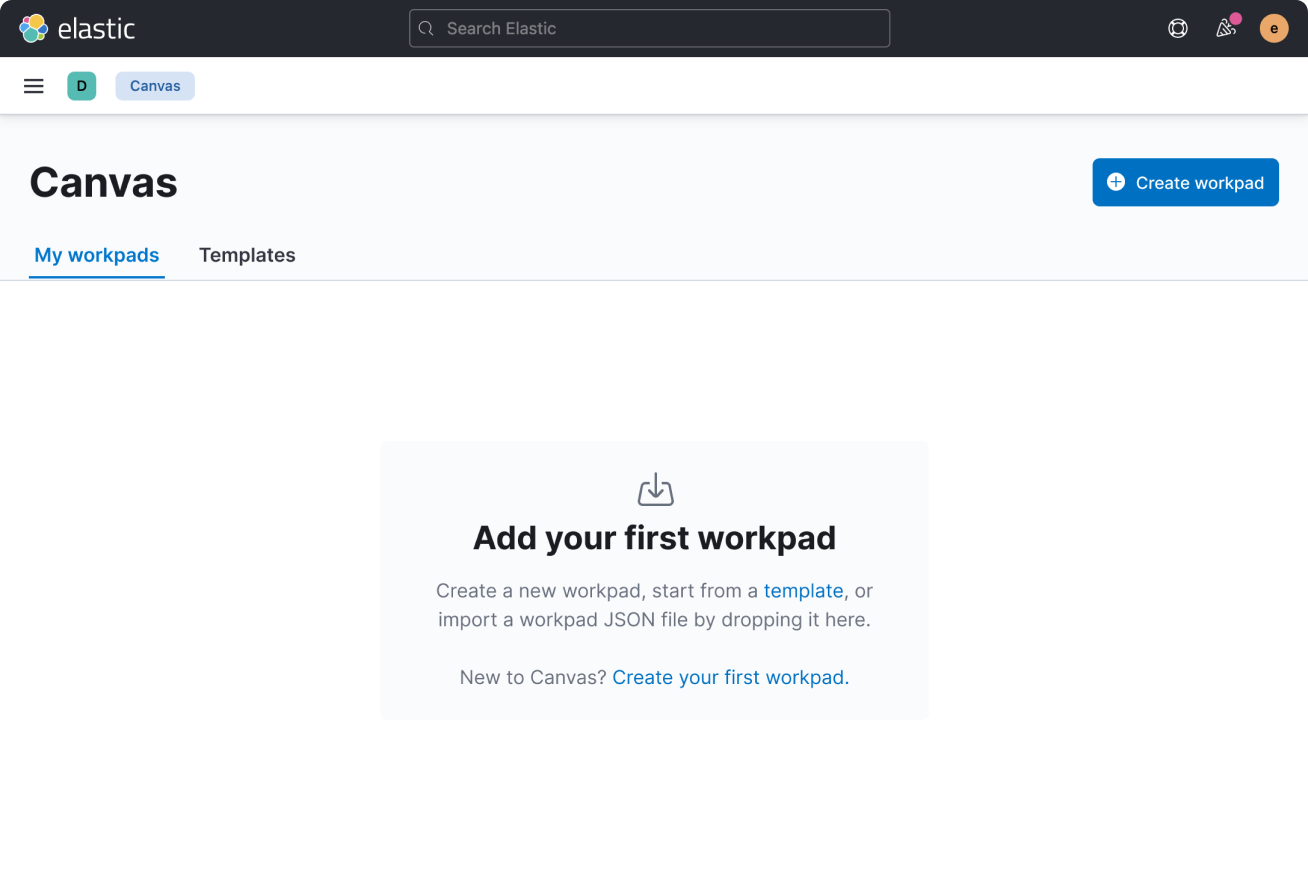 elastic
Search Elastic
e
D
Canvas
Canvas
Create workpad
My workpads
Templates
Add your first workpad
Create a new workpad, start from a template, or
import a workpad JSON file by dropping it here.
New to Canvas? Create your first workpad.